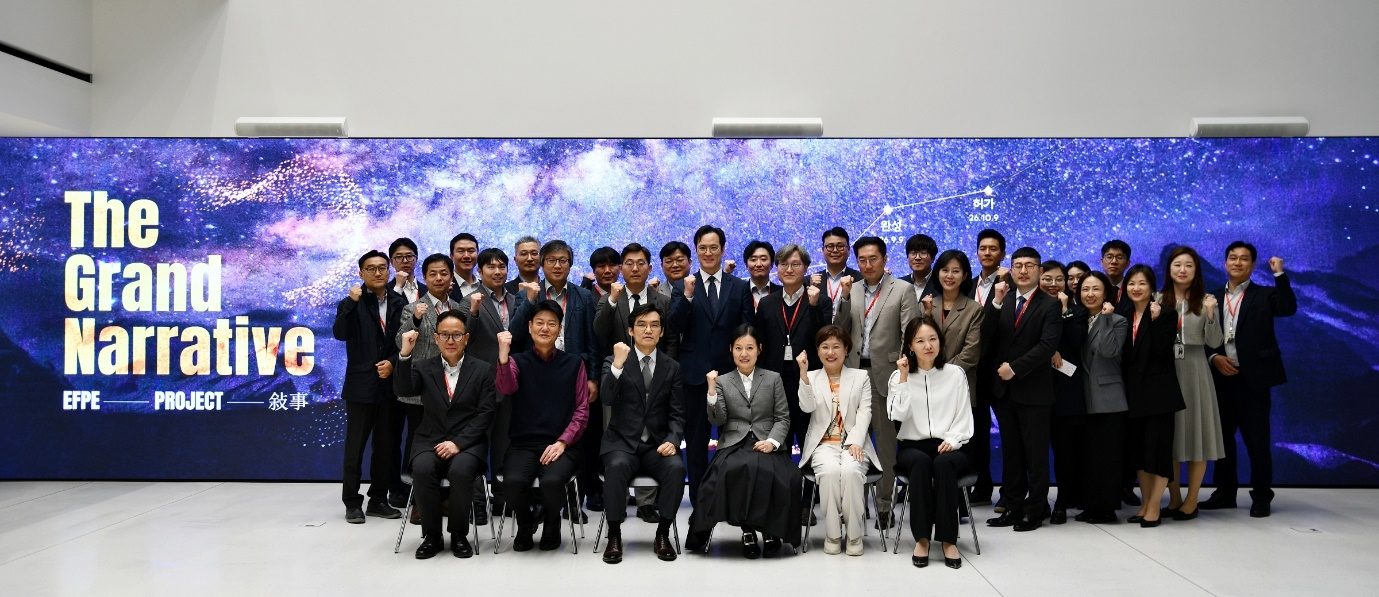 The
Grand
Narrative
EFPE PROJECT 敍事
완성
허가
26.10.9